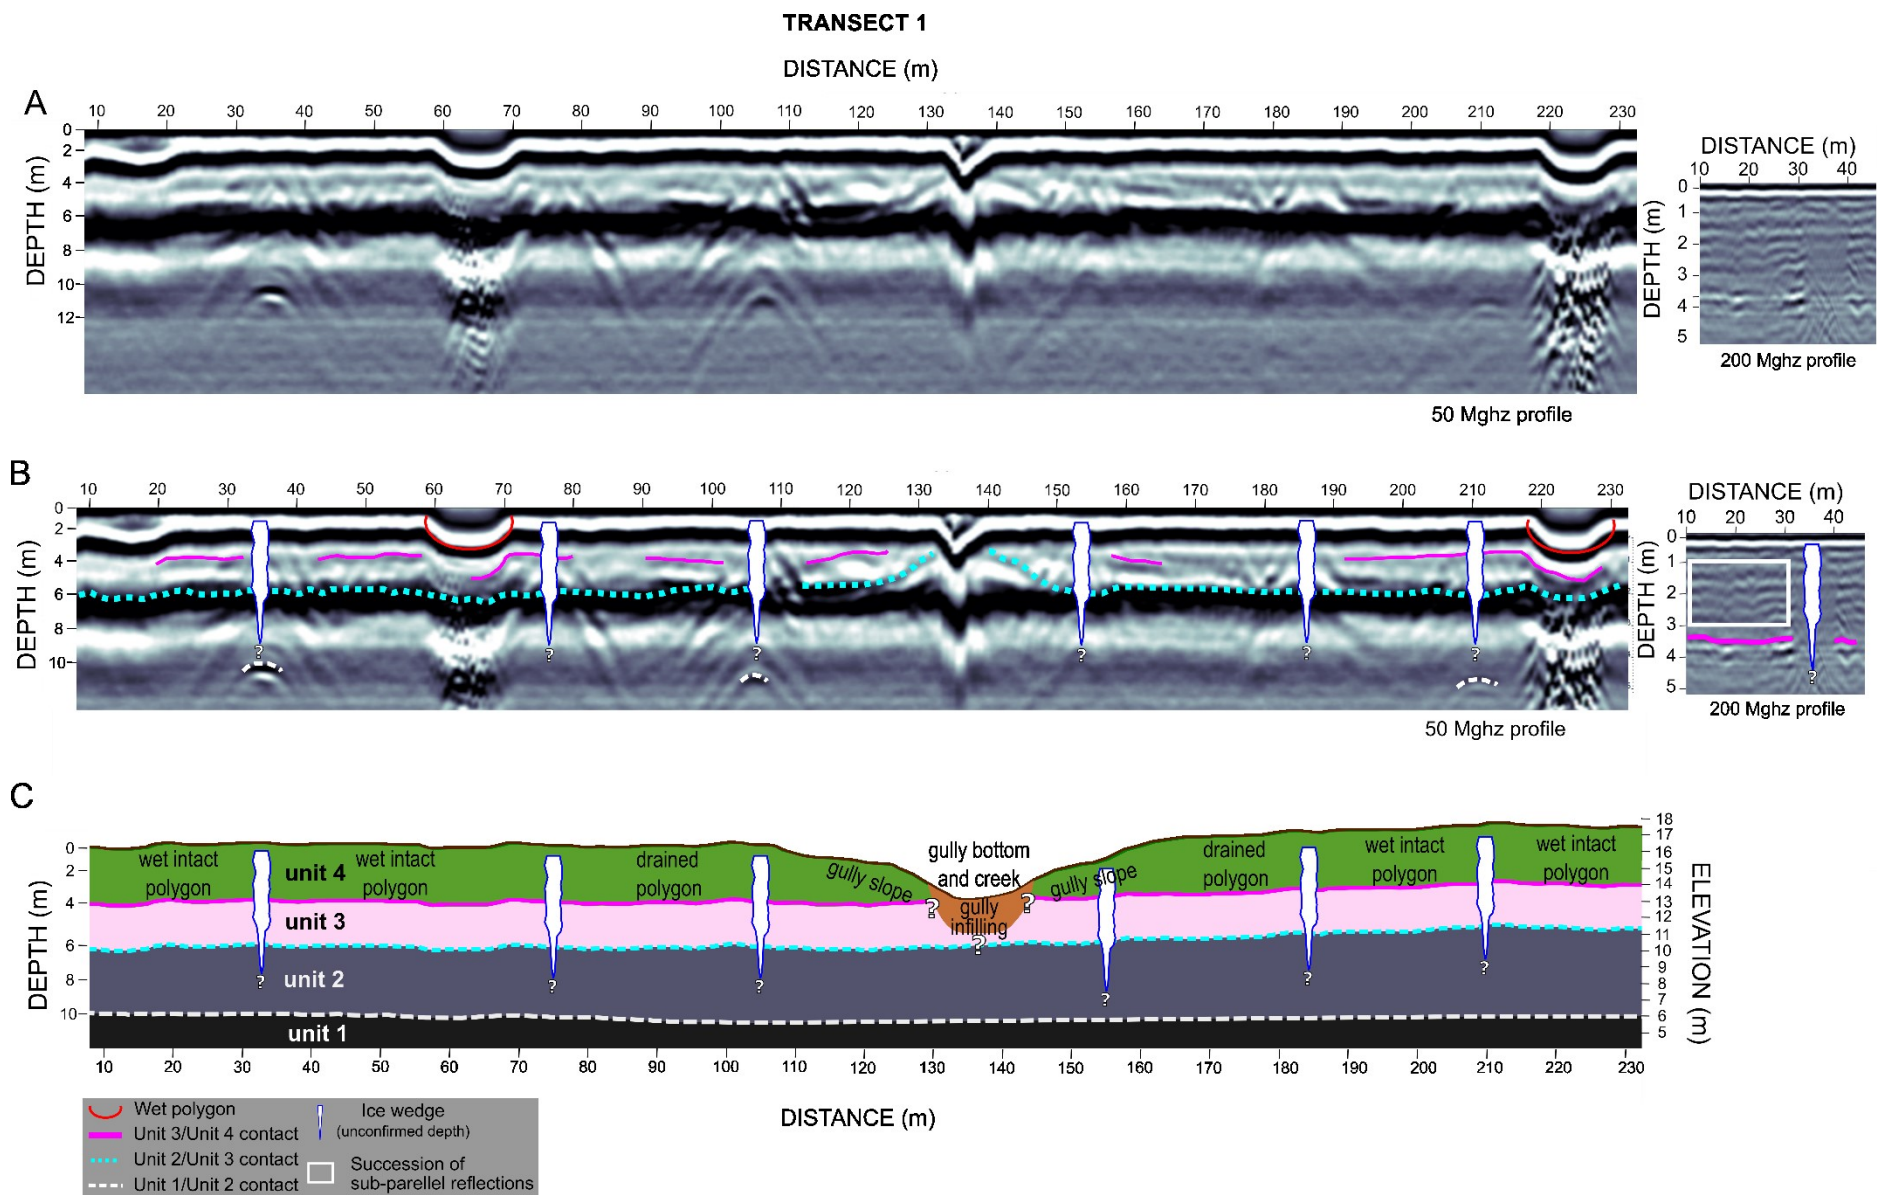 TRANSECT 1
DISTANCE (m)
A
10 20 30 40 50 60 70 80 90 100 110 120 130 140 150 160 170 180 190 200 210 220 230
DEPTH (m)
0
2
4
6
8
10
12
50 Mghz profile
DISTANCE (m)
10 20 30 40
DEPTH (m)
0
1
2
3
4
5
200 Mghz profile
B
10 20 30 40 50 60 70 80 90 100 110 120 130 140 150 160 170 180 190 200 210 220 230
DEPTH (m)
0
2
4
6
8
10
? ? ? ? ? ?
50 Mghz profile
DISTANCE (m)
10 20 30 40
DEPTH (m)
0
1
2
3
4
5
?
200 Mghz profile
C
DEPTH (m)
0
2
4
6
8
10
wet intact
polygon
unit 4
wet intact
polygon
drained
polygon
gully slope
gully bottom
and creek
gully
infilling
? ? ?
gully slope
drained
polygon
wet intact
polygon
wet intact
polygon
unit 3
unit 2
unit 1
? ? ? ? ? ?
18
17
16
15
14
13
12
11
10
9
8
7
6
5
ELEVATION (m)
10 20 30 40 50 60 70 80 90 100 110 120 130 140 150 160 170 180 190 200 210 220 230
DISTANCE (m)
Wet polygon
Unit 3/Unit 4 contact
Unit 2/Unit 3 contact
Unit 1/Unit 2 contact
Ice wedge
(unconfirmed depth)
Succession of
sub-parellel reflections